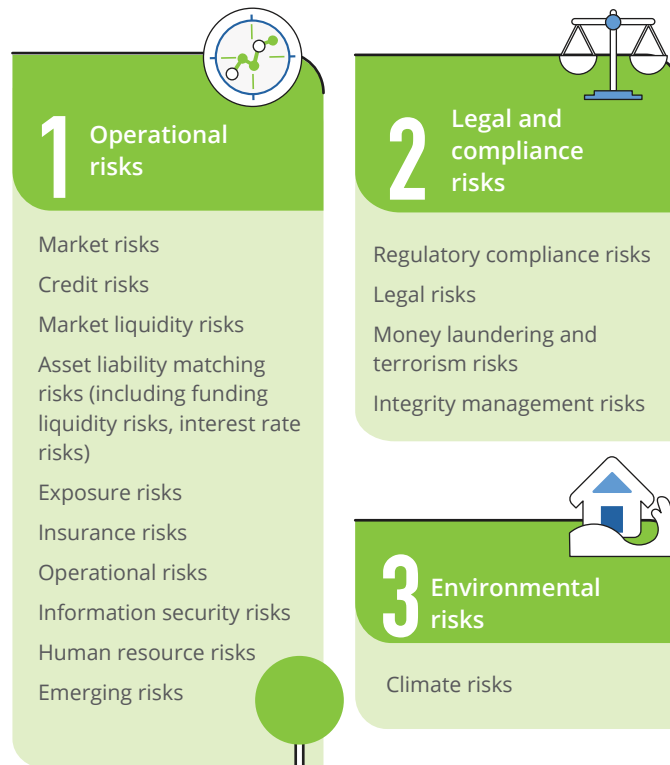 1
Operational
risks
Market risks
Credit risks
Market liquidity risks
Asset liability matching
risks (including funding
liquidity risks, interest rate
risks)
Exposure risks
Insurance risks
Operational risks
Information security risks
Human resource risks
Emerging risks
2
Legal and
compliance
risks
Regulatory compliance risks
Legal risks
Money laundering and
terrorism risks
Integrity management risks
3
Environmental
risks
Climate risks